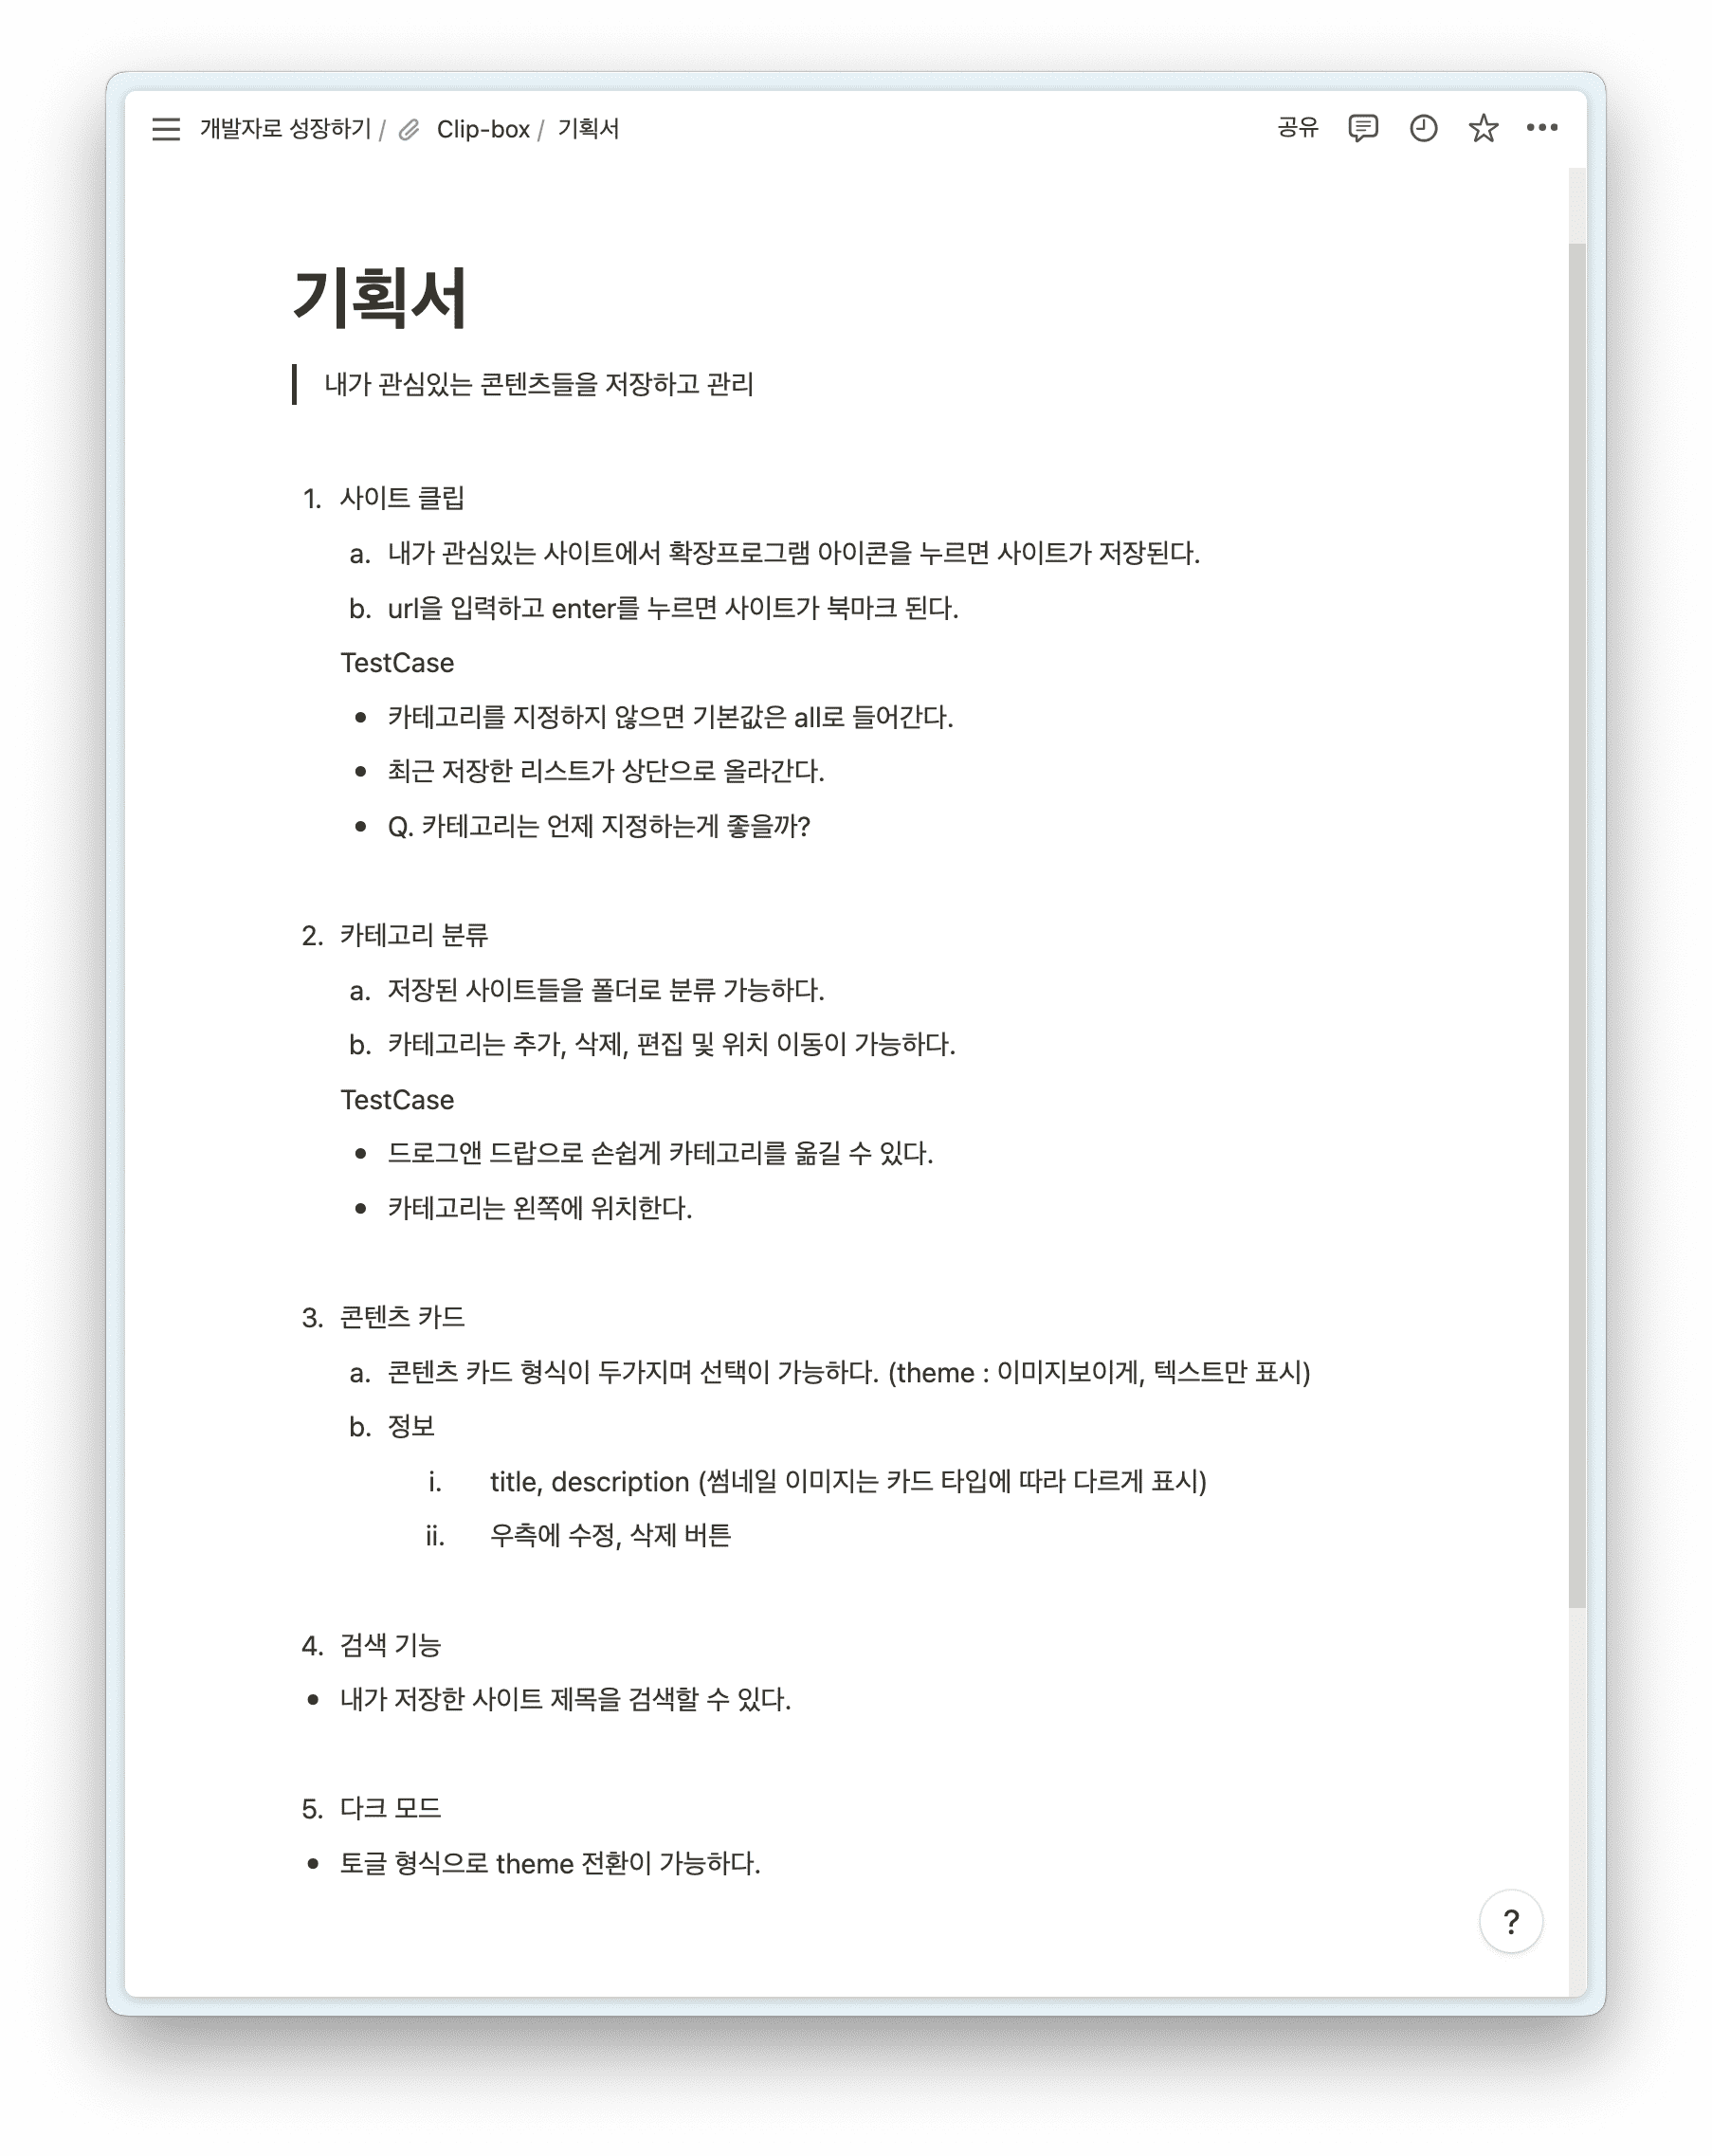 개발자로 성장하기 / Clip-box / 기획서
공유
기획서
내가 관심있는 콘텐츠들을 저장하고 관리
1. 사이트 클립
a. 내가 관심있는 사이트에서 확장프로그램 아이콘을 누르면 사이트가 저장된다.
b. url을 입력하고 enter를 누르면 사이트가 북마크 된다.
TestCase
• 카테고리를 지정하지 않으면 기본값은 all로 들어간다.
• 최근 저장한 리스트가 상단으로 올라간다.
• Q. 카테고리는 언제 지정하는게 좋을까?
2. 카테고리 분류
a. 저장된 사이트들을 폴더로 분류 가능하다.
b. 카테고리는 추가, 삭제, 편집 및 위치 이동이 가능하다.
TestCase
• 드로그앤 드랍으로 손쉽게 카테고리를 옮길 수 있다.
• 카테고리는 왼쪽에 위치한다.
3. 콘텐츠 카드
a. 콘텐츠 카드 형식이 두가지며 선택이 가능하다. (theme : 이미지보이게, 텍스트만 표시)
b. 정보
i. title, description (썸네일 이미지는 카드 타입에 따라 다르게 표시)
ii. 우측에 수정, 삭제 버튼
4. 검색 기능
• 내가 저장한 사이트 제목을 검색할 수 있다.
5. 다크 모드
• 토글 형식으로 theme 전환이 가능하다.
?